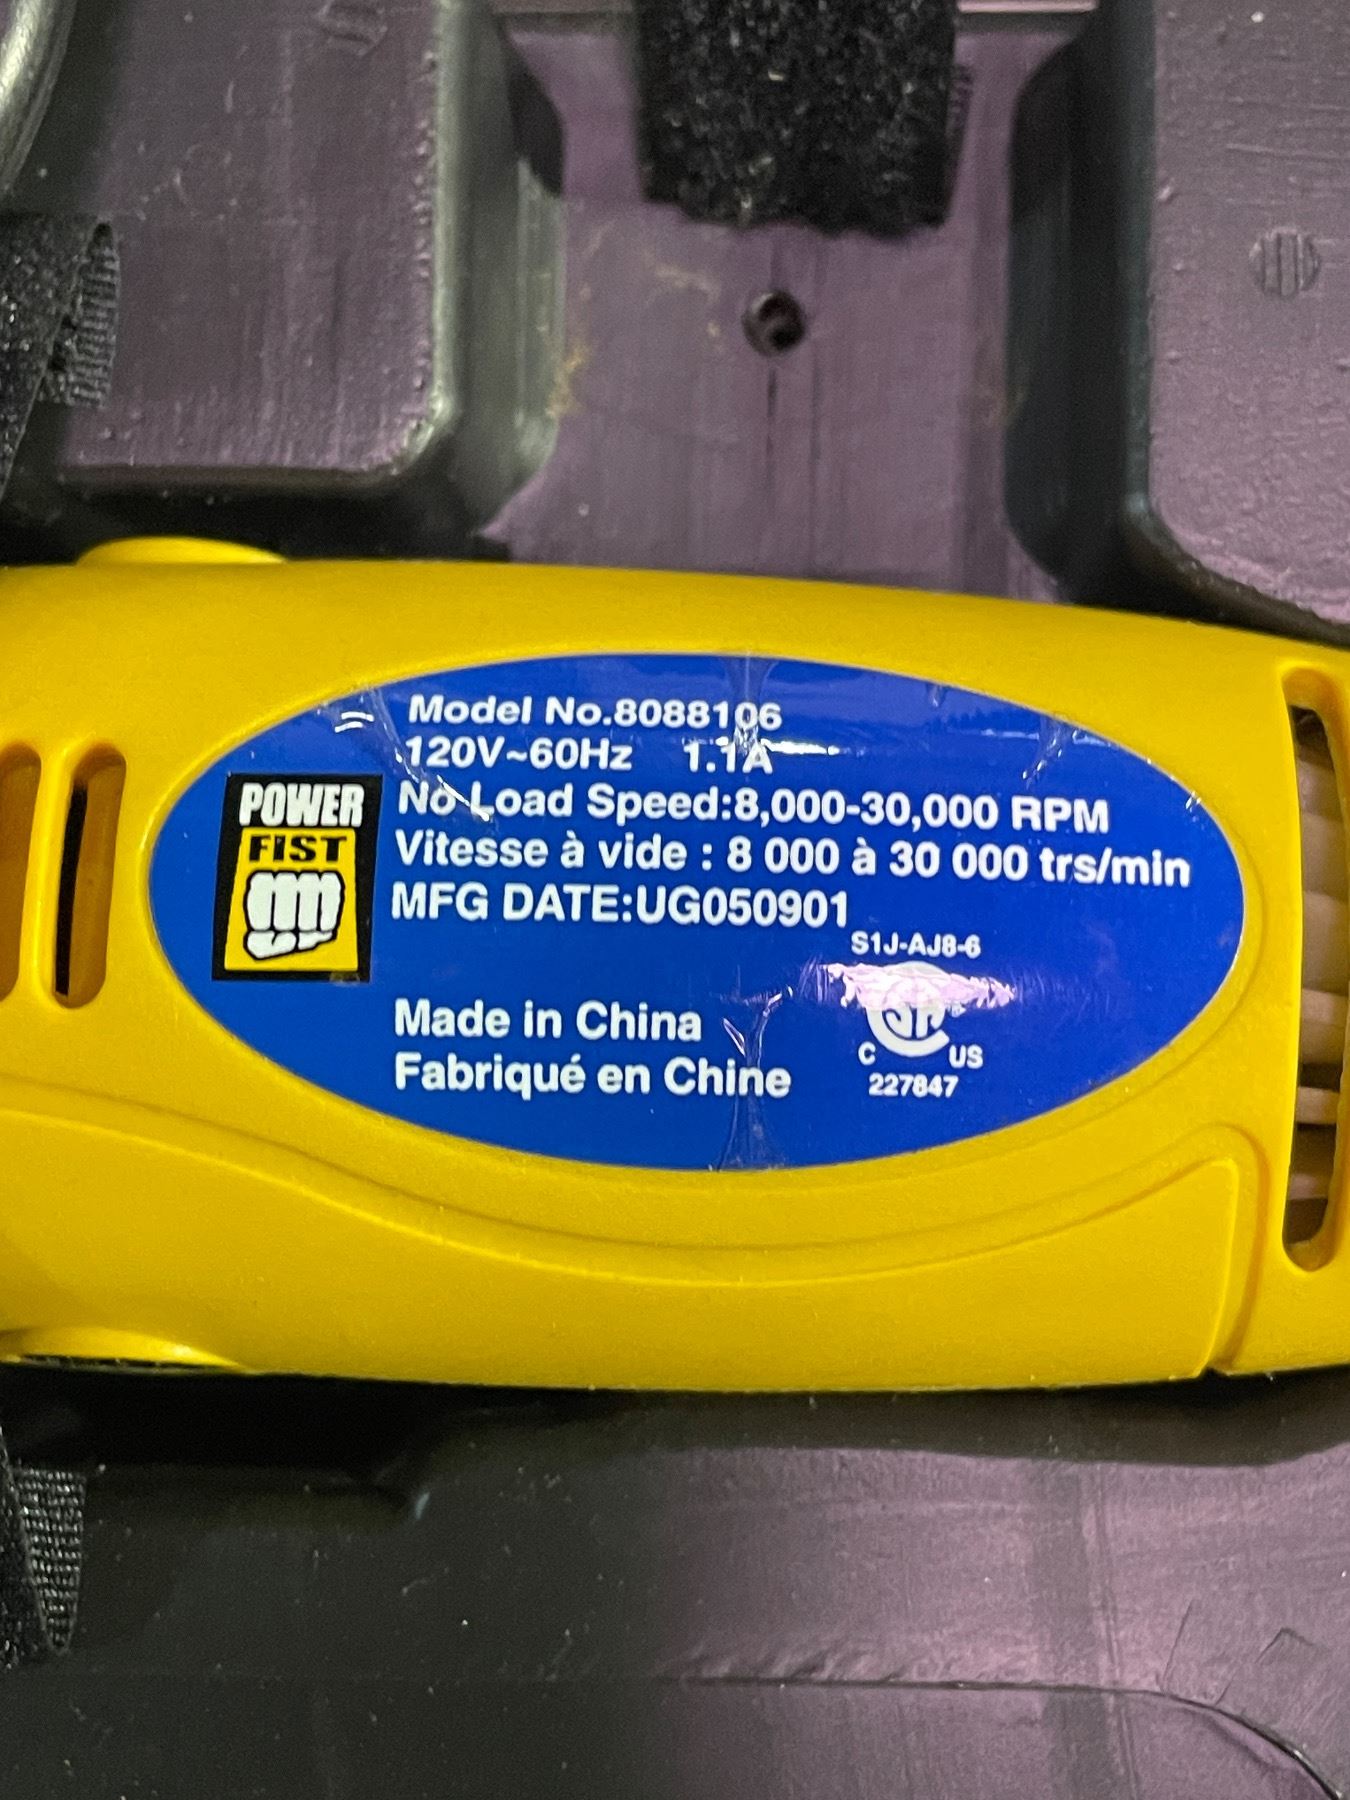 Model No.8088106
120V~60Hz 1.1A
POWER
FIST
No Load Speed:8,000-30,000 RPM
Vitesse à vide : 8 000 à 30 000 trs/min
MFG DATE:UG050901
S1J-AJ8-6
Made in China
Fabriqué en Chine
C US
227847